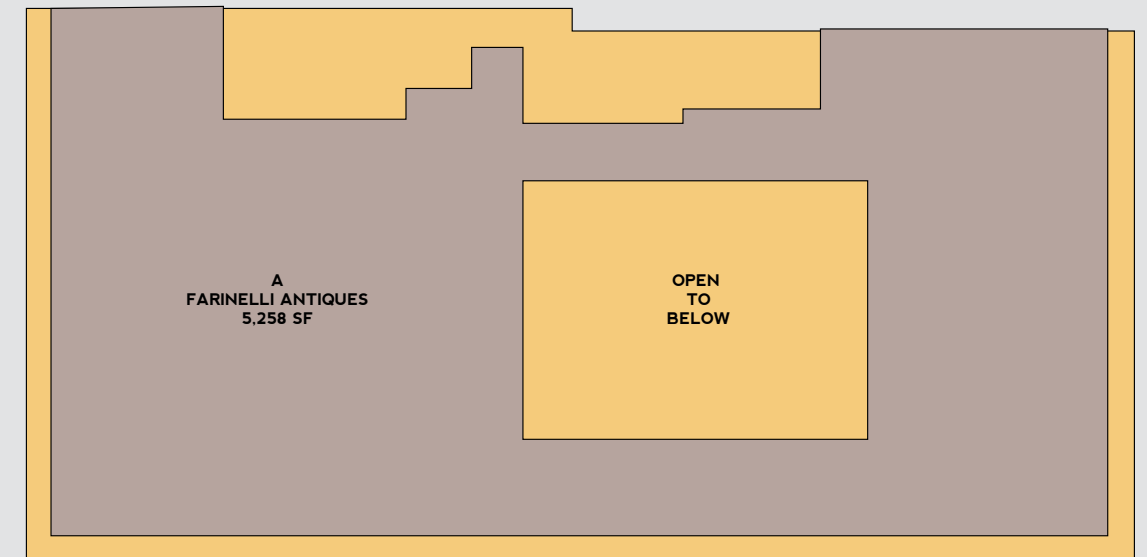 A
FARINELLI ANTIQUES
5,258 SF
OPEN
TO
BELOW